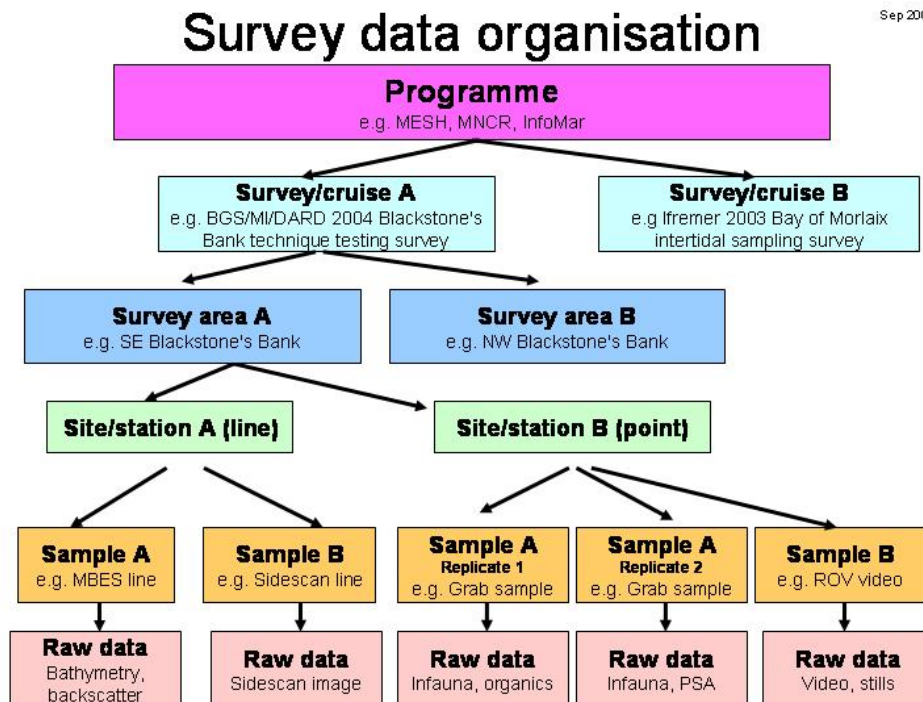 Survey data organisation
Programme
e.g. MESH, MNCR, InfoMar
Survey/cruise A
e.g. BGS/MI/DARD 2004 Blackstone's
Bank technique testing survey
Survey/cruise B
e.g Ifremer 2003 Bay of Morlaix
intertidal sampling survey
Survey area A
e.g. SE Blackstone's Bank
Survey area B
e.g. NW Blackstone's Bank
Site/station A (line)
Site/station B (point)
Sample A
e.g. MBES line
Sample B
e.g. Sidescan line
Sample A
Replicate 1
e.g. Grab sample
Sample A
Replicate 2
e.g. Grab sample
Sample B
e.g. ROV video
Raw data
Bathymetry,
backscatter
Raw data
Sidescan image
Raw data
Infauna, organics
Raw data
Infauna, PSA
Raw data
Video, stills
Sep